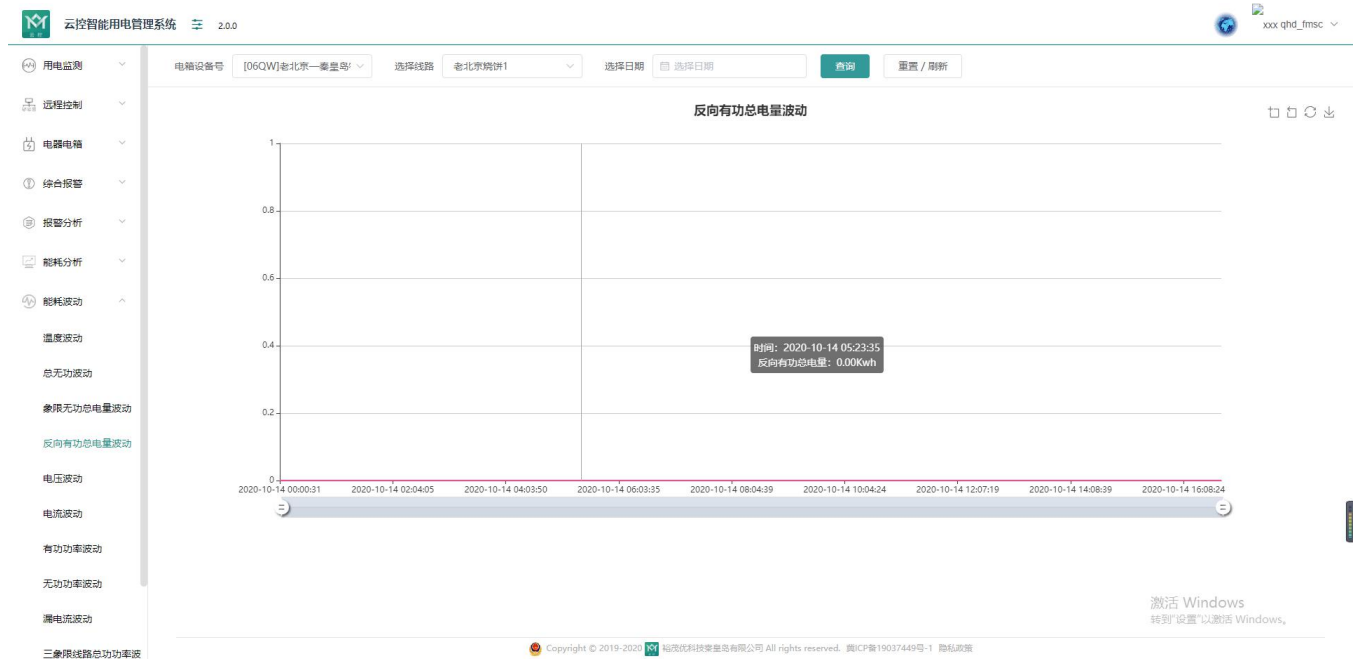 云控智能用电管理系统 2.0.0
xxx qhd_fmsc
用电监测
远程控制
电器电箱
综合报警
报警分析
能耗分析
能耗波动
温度波动
总无功波动
象限无功总电量波动
反向有功总电量波动
电压波动
电流波动
有功功率波动
无功功率波动
漏电流波动
三象限线路总功功率波
电箱设备号 [06QW]老北京—秦皇岛 选择线路 老北京烧饼1 选择日期 选择日期 查询 重置 / 刷新
反向有功总电量波动
1
0.8
0.6
0.4
0.2
0
时间：2020-10-14 05:23:35
反向有功总电量：0.00Kwh
2020-10-14 00:00:31 2020-10-14 02:04:05 2020-10-14 04:03:50 2020-10-14 06:03:35 2020-10-14 08:04:39 2020-10-14 10:04:24 2020-10-14 12:07:19 2020-10-14 14:08:39 2020-10-14 16:08:24
激活 Windows
转到"设置"以激活 Windows。
Copyright © 2019-2020 裕茂优科技秦皇岛有限公司 All rights reserved. 冀ICP备19037449号-1 隐私政策